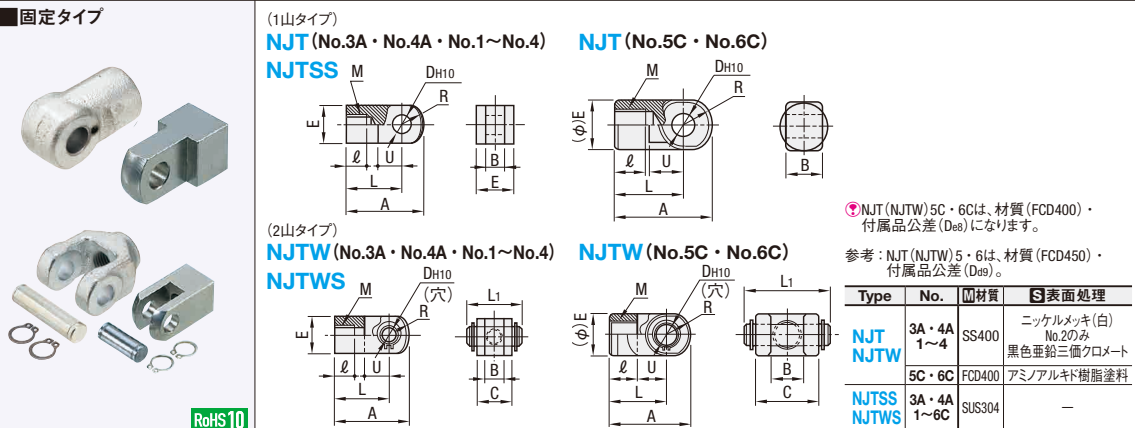 ■固定タイプ
RoHS10
(1山タイプ)
NJT(No.3A・No.4A・No.1～No.4)
NJTSS
M
DH10
R
E
ℓ
U
L
A
B
E
NJT(No.5C・No.6C)
M
DH10
R
(φ)E
ℓ
U
L
A
B
(2山タイプ)
NJTW(No.3A・No.4A・No.1～No.4)
NJTWS
M
DH10
(穴)
R
E
ℓ
U
L
A
L1
B
C
NJTW(No.5C・No.6C)
M
DH10
(穴)
R
(φ)E
ℓ
U
L
A
L1
B
C
NJT(NJTW)5C・6Cは、材質(FCD400)・
付属品公差(De8)になります。
参考：NJT(NJTW)5・6は、材質(FCD450)・
付属品公差(Dd9)。
Type No. M材質 S表面処理
NJT
NJTW
3A・4A
1～4
SS400
ニッケルメッキ(白)
No.2のみ
黒色亜鉛三価クロメート
5C・6C FCD400 アミノアルキド樹脂塗料
NJTSS
NJTWS
3A・4A
1～6C
SUS304
－